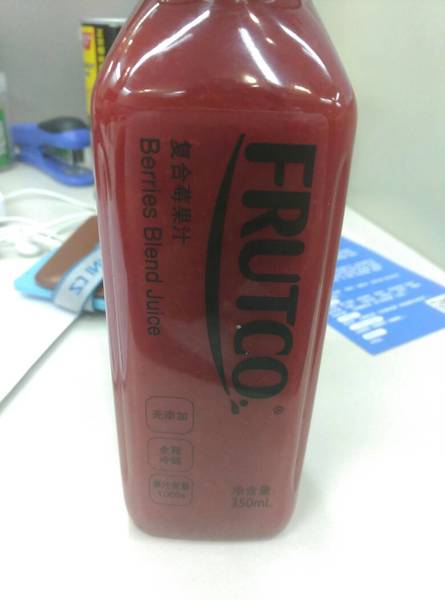 FRUTCO®
复合莓果汁
Berries Blend Juice
无添加
全程
冷链
果汁含量
100%
净含量
350mL